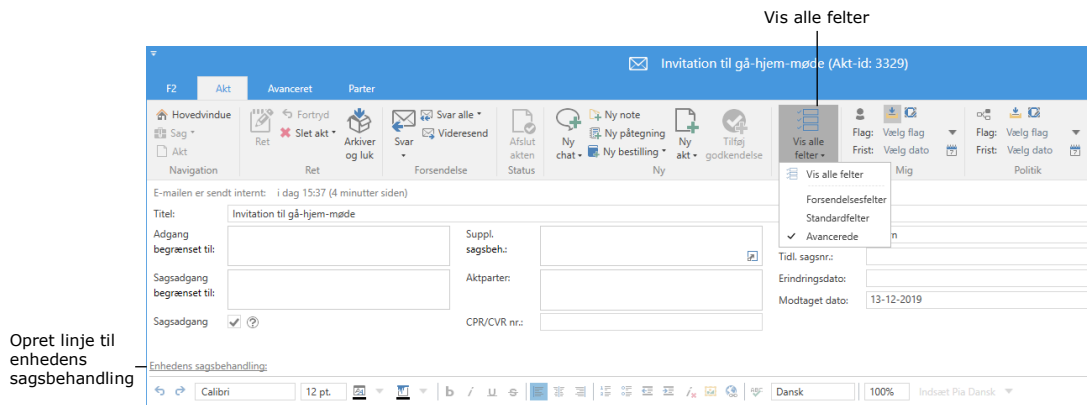 Vis alle felter
Invitation til gå-hjem-møde (Akt-id: 3329)
F2 Akt Avanceret Parter
Hovedvindue
Sag
Akt
Navigation
Ret
Fortryd
Slet akt
Arkiver
og luk
Ret
Svar
Svar alle
Videresend
Forsendelse
Afslut
akten
Status
Ny
chat
Ny note
Ny påtegning
Ny bestilling
Ny
akt
Tilføj
godkendelse
Ny
Vis alle
felter
Flag: Vælg flag
Frist: Vælg dato
Mig
Flag: Vælg flag
Frist: Vælg dato
Politik
Vis alle felter
Forsendelsesfelter
Standardfelter
Avancerede
E-mailen er sendt internt: i dag 15:37 (4 minutter siden)
Titel: Invitation til gå-hjem-møde
Adgang
begrænset til:
Suppl.
sagsbeh.:
Tidl. sagsnr.:
Sagsadgang
begrænset til:
Aktparter:
Erindringsdato:
Modtaget dato: 13-12-2019
Sagsadgang
CPR/CVR nr.:
Opret linje til
enhedens
sagsbehandling
Enhedens sagsbehandling:
Calibri 12 pt. b i u s Dansk 100% Indsæt Pia Dansk